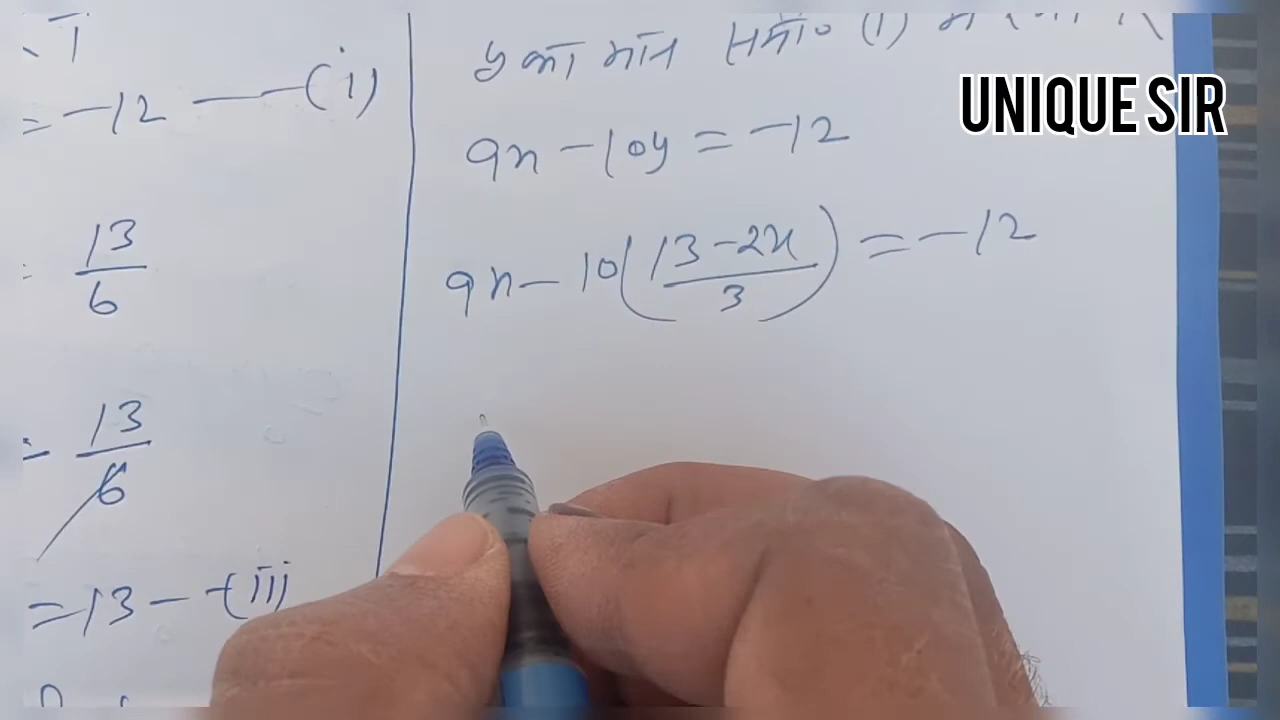 = -12 —— (i)
= 13/6
= 13/6
= 13 - - (ii)
y का मान समी० (i) में
9x - 10y = -12
9x - 10(13 - 2x / 3) = -12
UNIQUE SIR